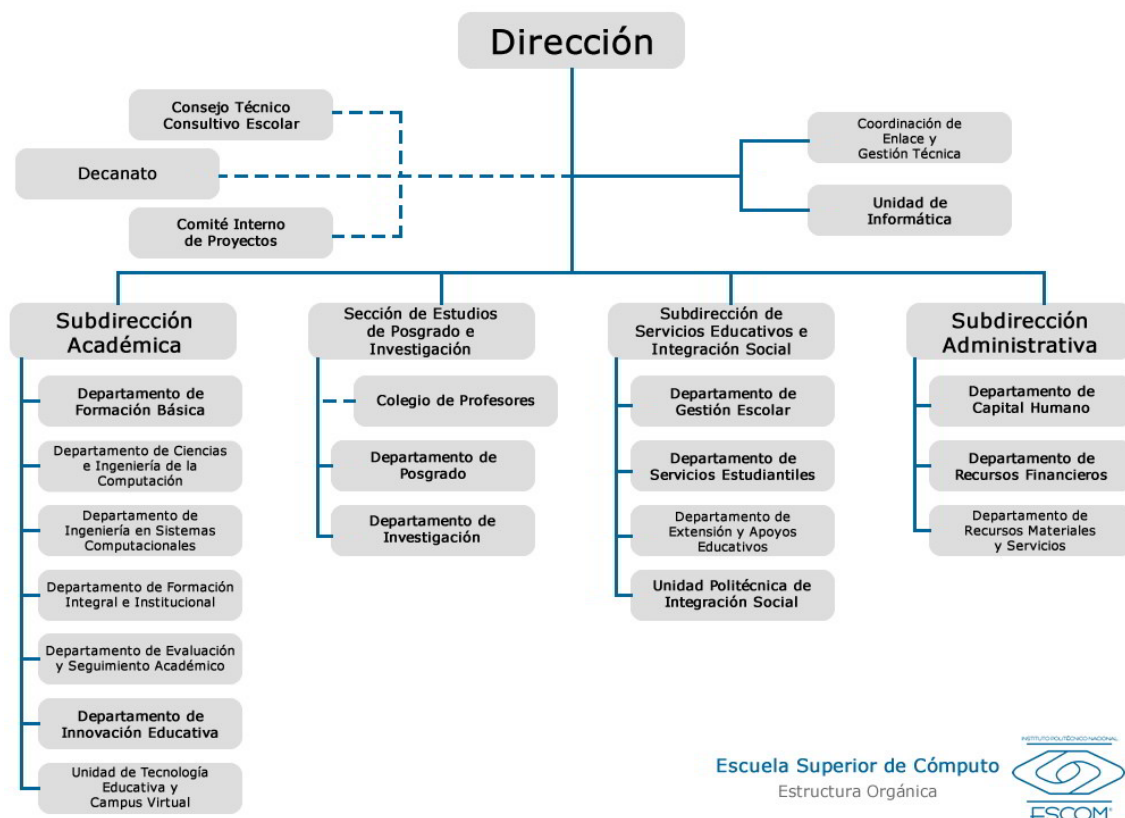 Dirección
Consejo Técnico
Consultivo Escolar
Decanato
Comité Interno
de Proyectos
Coordinación de
Enlace y
Gestión Técnica
Unidad de
Informática
Subdirección
Académica
Departamento de
Formación Básica
Departamento de Ciencias
e Ingeniería de la
Computación
Departamento de
Ingeniería en Sistemas
Computacionales
Departamento de Formación
Integral e Institucional
Departamento de Evaluación
y Seguimiento Académico
Departamento de
Innovación Educativa
Unidad de Tecnología
Educativa y
Campus Virtual
Sección de Estudios
de Posgrado e
Investigación
Colegio de Profesores
Departamento de
Posgrado
Departamento de
Investigación
Subdirección de
Servicios Educativos e
Integración Social
Departamento de
Gestión Escolar
Departamento de
Servicios Estudiantiles
Departamento de
Extensión y Apoyos
Educativos
Unidad Politécnica de
Integración Social
Subdirección
Administrativa
Departamento de
Capital Humano
Departamento de
Recursos Financieros
Departamento de
Recursos Materiales
y Servicios
Escuela Superior de Cómputo
Estructura Orgánica
INSTITUTO POLITÉCNICO NACIONAL
ESCOM®